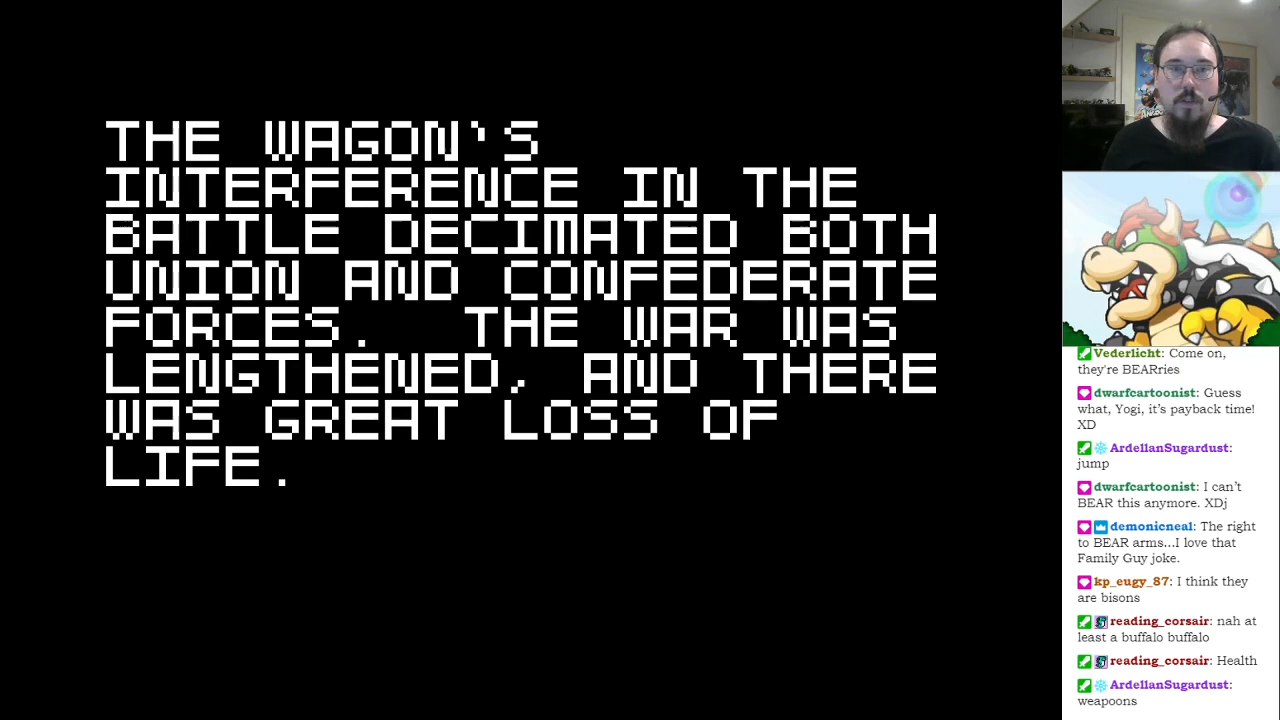 THE WAGON'S
INTERFERENCE IN THE
BATTLE DECIMATED BOTH
UNION AND CONFEDERATE
FORCES. THE WAR WAS
LENGTHENED, AND THERE
WAS GREAT LOSS OF
LIFE.
Vederlicht: Come on,
they're BEARries
dwarfcartoonist: Guess
what, Yogi, it's payback time!
XD
ArdellanSugardust:
jump
dwarfcartoonist: I can't
BEAR this anymore. XDj
demonicneal: The right
to BEAR arms...I love that
Family Guy joke.
kp_eugy_87: I think they
are bisons
reading_corsair: nah at
least a buffalo buffalo
reading_corsair: Health
ArdellanSugardust:
weapoons